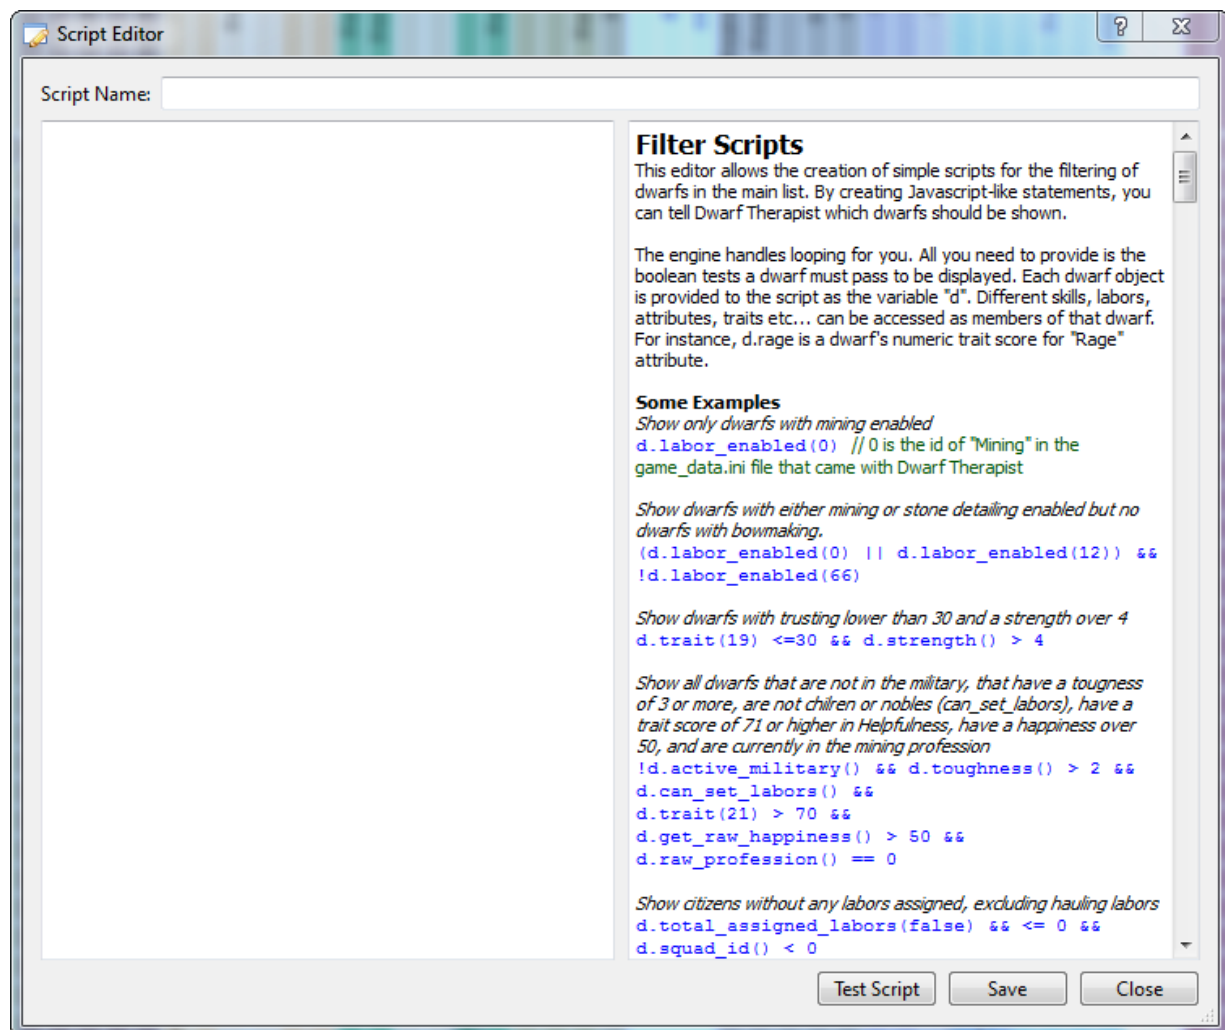 Script Editor
Script Name:
Filter Scripts
This editor allows the creation of simple scripts for the filtering of
dwarfs in the main list. By creating Javascript-like statements, you
can tell Dwarf Therapist which dwarfs should be shown.
The engine handles looping for you. All you need to provide is the
boolean tests a dwarf must pass to be displayed. Each dwarf object
is provided to the script as the variable "d". Different skills, labors,
attributes, traits etc... can be accessed as members of that dwarf.
For instance, d.rage is a dwarf's numeric trait score for "Rage"
attribute.
Some Examples
Show only dwarfs with mining enabled
d.labor_enabled(0) // 0 is the id of "Mining" in the
game_data.ini file that came with Dwarf Therapist
Show dwarfs with either mining or stone detailing enabled but no
dwarfs with bowmaking.
(d.labor_enabled(0) || d.labor_enabled(12)) &&
!d.labor_enabled(66)
Show dwarfs with trusting lower than 30 and a strength over 4
d.trait(19) <=30 && d.strength() > 4
Show all dwarfs that are not in the military, that have a tougness
of 3 or more, are not chilren or nobles (can_set_labors), have a
trait score of 71 or higher in Helpfulness, have a happiness over
50, and are currently in the mining profession
!d.active_military() && d.toughness() > 2 &&
d.can_set_labors() &&
d.trait(21) > 70 &&
d.get_raw_happiness() > 50 &&
d.raw_profession() == 0
Show citizens without any labors assigned, excluding hauling labors
d.total_assigned_labors(false) && <= 0 &&
d.squad_id() < 0
Test Script
Save
Close